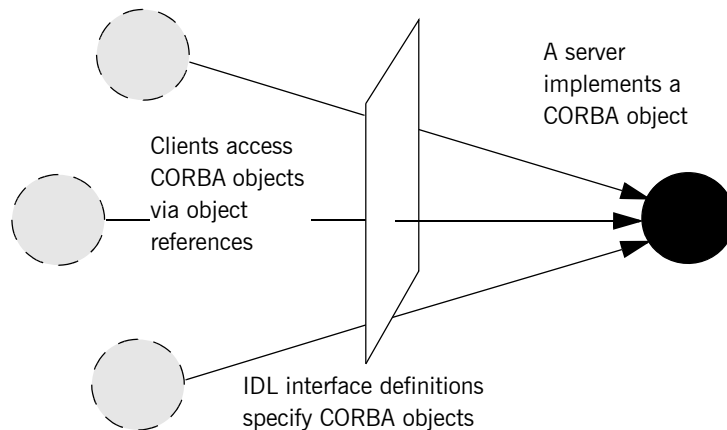 A server
implements a
CORBA object
Clients access
CORBA objects
via object
references
IDL interface definitions
specify CORBA objects